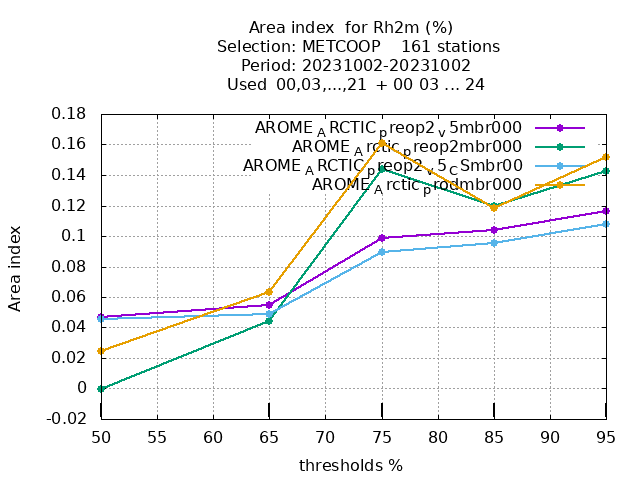 Area index  for Rh2m (%)
Selection: METCOOP    161 stations
Period: 20231002-20231002
Used  00,03,...,21  + 00 03 ... 24
0.18
0.16
0.14
0.12
0.1
0.08
0.06
0.04
0.02
0
-0.02
Area index
AROME_ARCTIC_preop2_v5mbr000
AROME_Arctic_preop2mbr000
AROME_ARCTIC_preop2_v5_CSmbr00
AROME_Arctic_prodmbr000
50 55 60 65 70 75 80 85 90 95
thresholds %